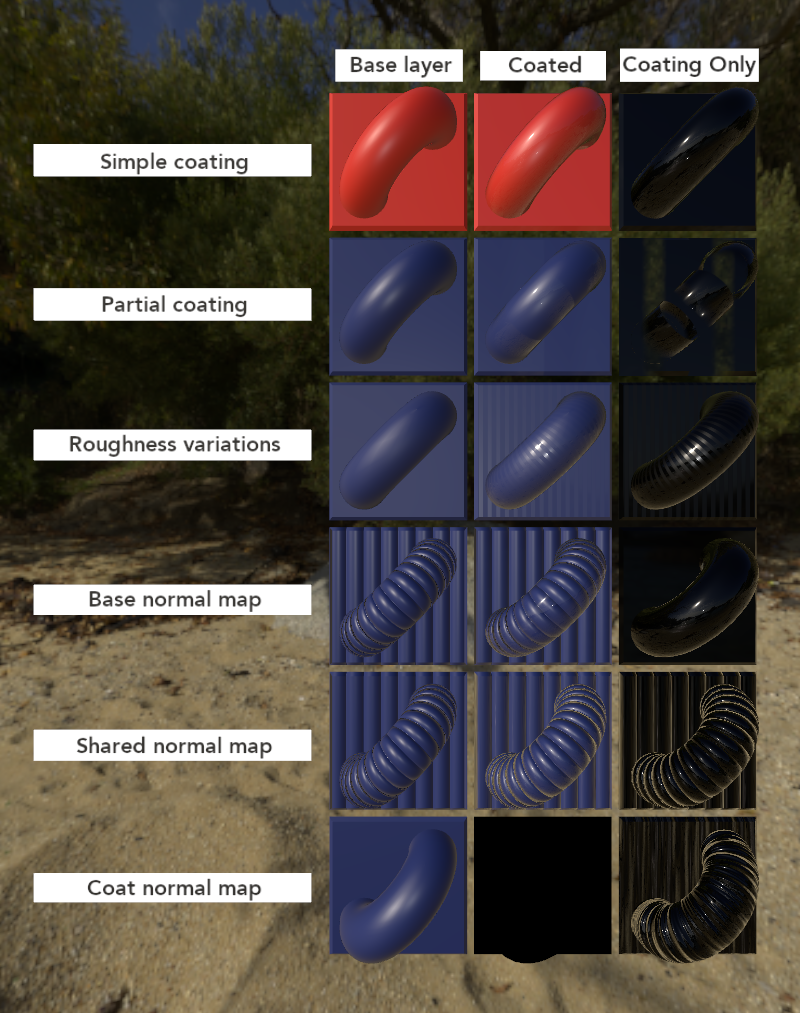 Base layer
Coated
Coating Only
Simple coating
Partial coating
Roughness variations
Base normal map
Shared normal map
Coat normal map